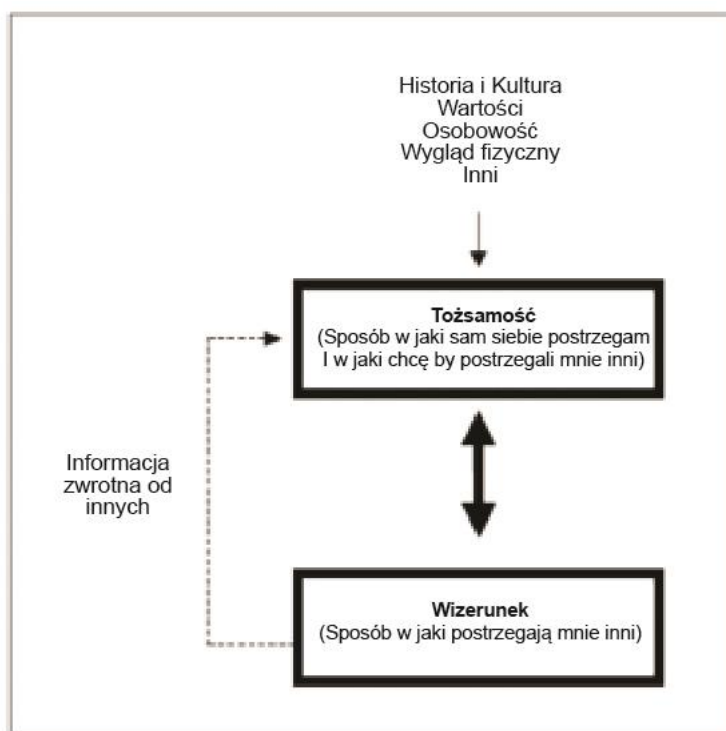 Historia i Kultura
Wartości
Osobowość
Wygląd fizyczny
Inni
Tożsamość
(Sposób w jaki sam siebie postrzegam
I w jaki chcę by postrzegali mnie inni)
Informacja
zwrotna od
innych
Wizerunek
(Sposób w jaki postrzegają mnie inni)